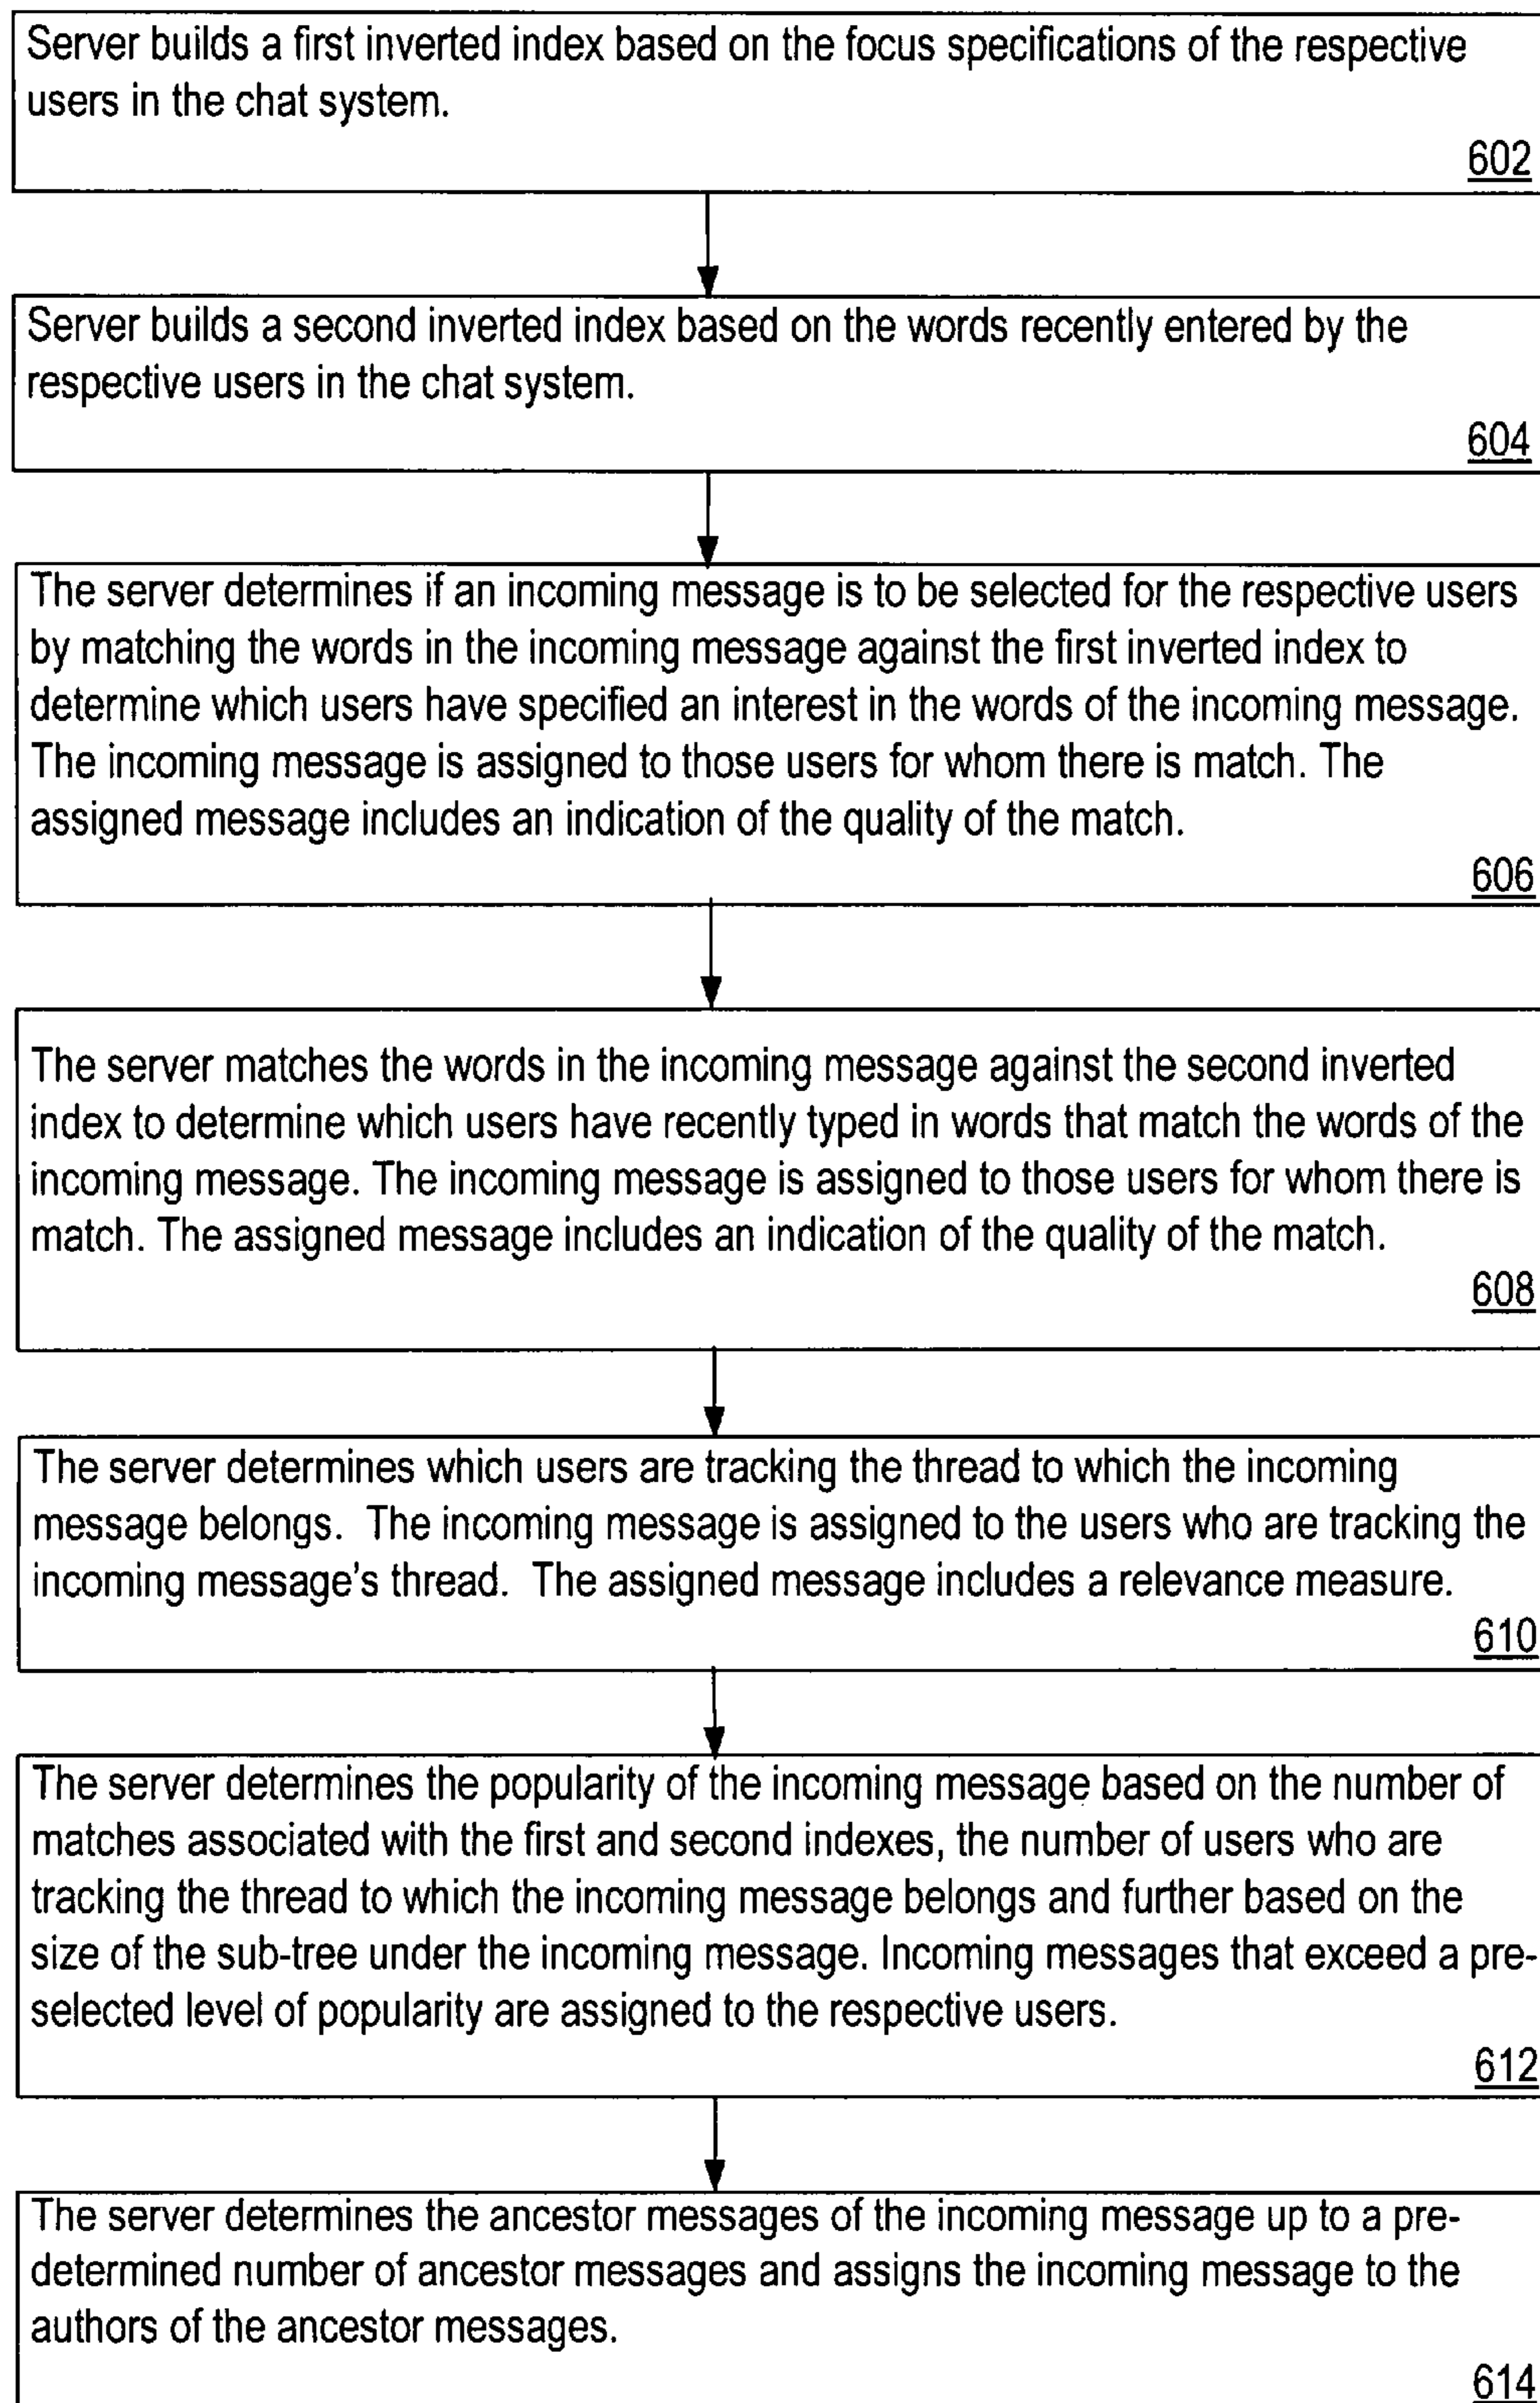 Server builds a first inverted index based on the focus specifications of the respective
users in the chat system.
602
Server builds a second inverted index based on the words recently entered by the
respective users in the chat system.
604
The server determines if an incoming message is to be selected for the respective users
by matching the words in the incoming message against the first inverted index to
determine which users have specified an interest in the words of the incoming message.
The incoming message is assigned to those users for whom there is match. The
assigned message includes an indication of the quality of the match.
606
The server matches the words in the incoming message against the second inverted
index to determine which users have recently typed in words that match the words of the
incoming message. The incoming message is assigned to those users for whom there is
match. The assigned message includes an indication of the quality of the match.
608
The server determines which users are tracking the thread to which the incoming
message belongs. The incoming message is assigned to the users who are tracking the
incoming message's thread. The assigned message includes a relevance measure.
610
The server determines the popularity of the incoming message based on the number of
matches associated with the first and second indexes, the number of users who are
tracking the thread to which the incoming message belongs and further based on the
size of the sub-tree under the incoming message. Incoming messages that exceed a pre-
selected level of popularity are assigned to the respective users.
612
The server determines the ancestor messages of the incoming message up to a pre-
determined number of ancestor messages and assigns the incoming message to the
authors of the ancestor messages.
614